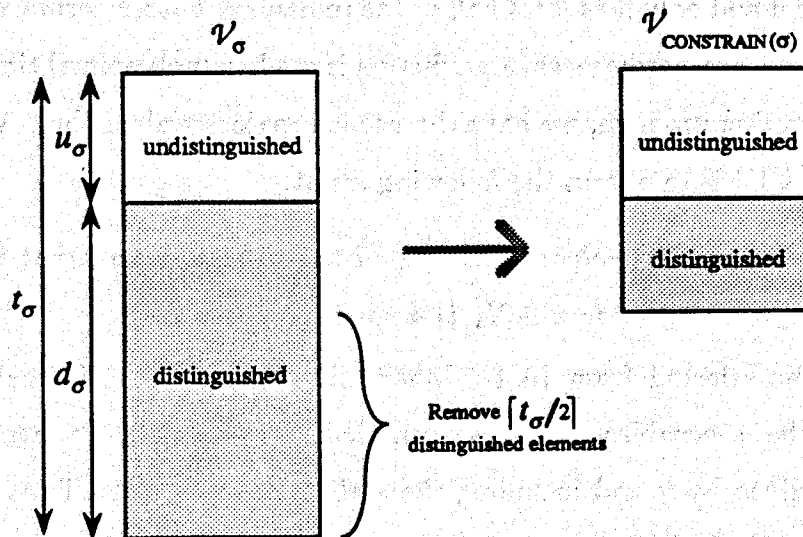 𝒱σ
𝒱CONSTRAIN(σ)
uσ
undistinguished
undistinguished
tσ
dσ
distinguished
distinguished
Remove ⌈tσ/2⌉
distinguished elements